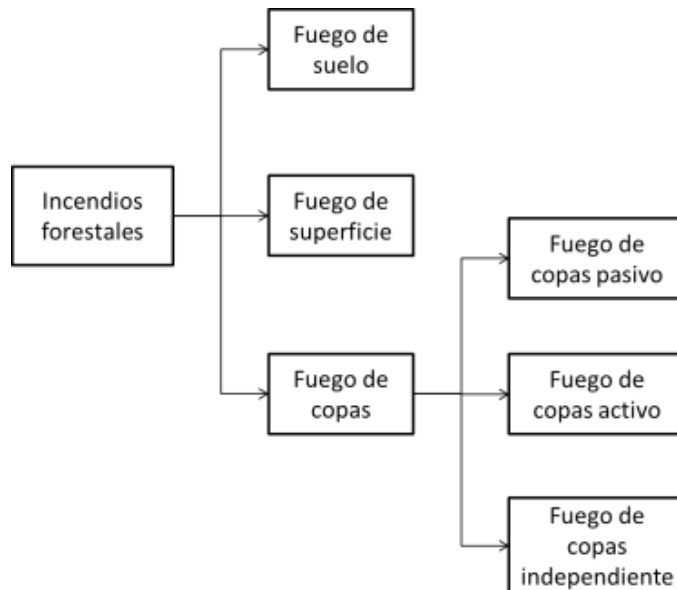 Fuego de
suelo
Incendios
forestales
Fuego de
superficie
Fuego de
copas
Fuego de
copas pasivo
Fuego de
copas activo
Fuego de
copas
independiente